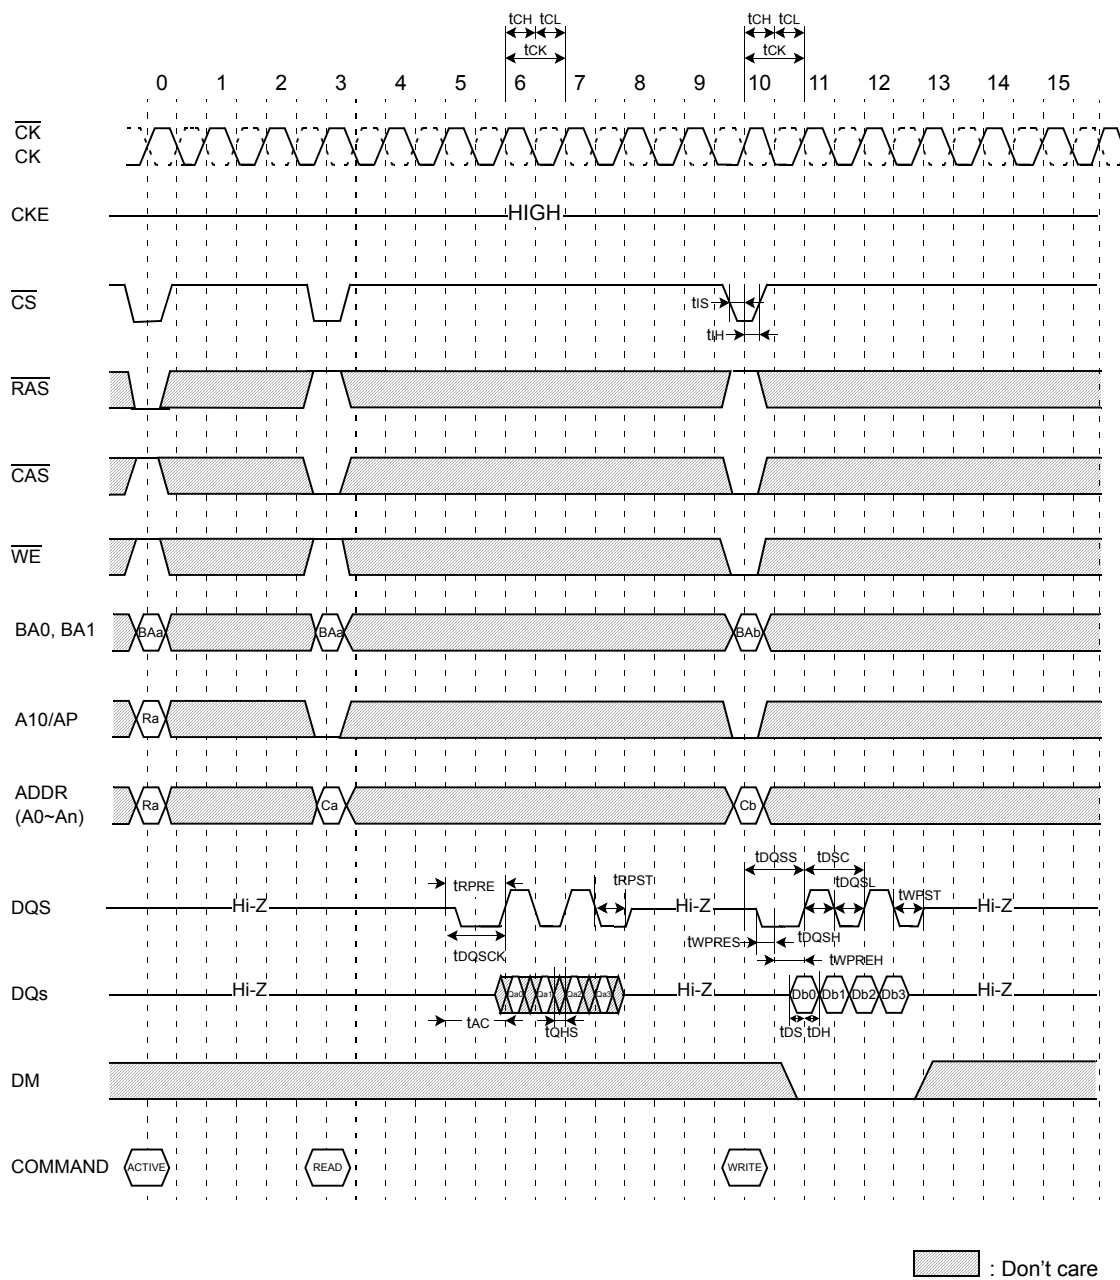 tCH tCL tCH tCL
tCK tCK
0 1 2 3 4 5 6 7 8 9 10 11 12 13 14 15
CK
CK
CKE HIGH
CS
tIS
tIH
RAS
CAS
WE
BA0, BA1 BAa BAa BAb
A10/AP Ra
ADDR
(A0~An) Ra Ca Cb
tDQSS tDSC
tRPRE tRPST tDQSL tWPST
DQS Hi-Z Hi-Z Hi-Z
tDQSCK tWPRES tDQSH
tWPREH
DQs Hi-Z Qa0 Qa1 Qa2 Qa3 Hi-Z Db0 Db1 Db2 Db3 Hi-Z
tAC tQHS tDS tDH
DM
COMMAND ACTIVE READ WRITE
: Don't care